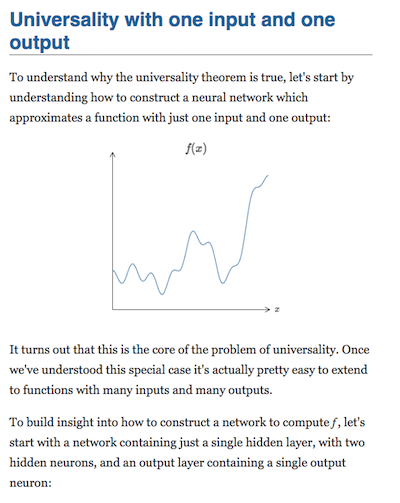 Universality with one input and one
output
To understand why the universality theorem is true, let's start by
understanding how to construct a neural network which
approximates a function with just one input and one output:
f(x)
x
It turns out that this is the core of the problem of universality. Once
we've understood this special case it's actually pretty easy to extend
to functions with many inputs and many outputs.
To build insight into how to construct a network to compute f, let's
start with a network containing just a single hidden layer, with two
hidden neurons, and an output layer containing a single output
neuron: